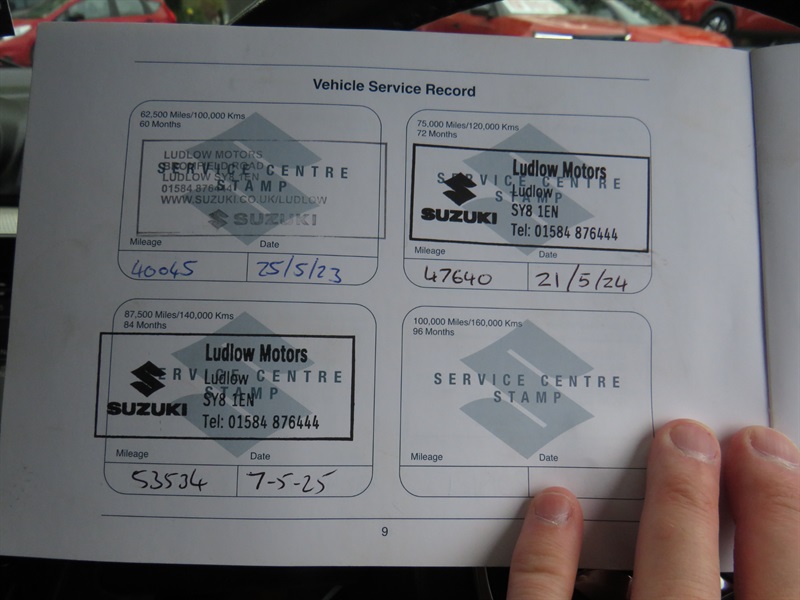 Vehicle Service Record
62,500 Miles/100,000 Kms
60 Months
SERVICE CENTRE
STAMP
LUDLOW MOTORS
BROMFIELD ROAD
LUDLOW SY8 1EN
01584 876444
WWW.SUZUKI.CO.UK/LUDLOW
SUZUKI
Mileage Date
40045 25/5/23
75,000 Miles/120,000 Kms
72 Months
SERVICE CENTRE
STAMP
SUZUKI
Ludlow Motors
Ludlow
SY8 1EN
Tel: 01584 876444
Mileage Date
47640 21/5/24
87,500 Miles/140,000 Kms
84 Months
SERVICE CENTRE
STAMP
SUZUKI
Ludlow Motors
Ludlow
SY8 1EN
Tel: 01584 876444
Mileage Date
53534 7-5-25
100,000 Miles/160,000 Kms
96 Months
SERVICE CENTRE
STAMP
Mileage Date
9